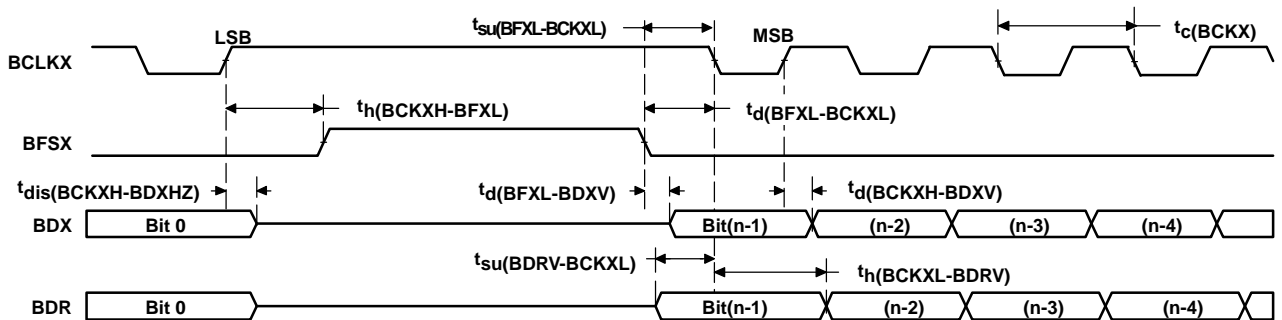 tsu(BFXL-BCKXL)
LSB
MSB
tc(BCKX)
BCLKX
th(BCKXH-BFXL)
td(BFXL-BCKXL)
BFSX
tdis(BCKXH-BDXHZ)
td(BFXL-BDXV)
td(BCKXH-BDXV)
BDX Bit 0 Bit(n-1) (n-2) (n-3) (n-4)
tsu(BDRV-BCKXL)
th(BCKXL-BDRV)
BDR Bit 0 Bit(n-1) (n-2) (n-3) (n-4)